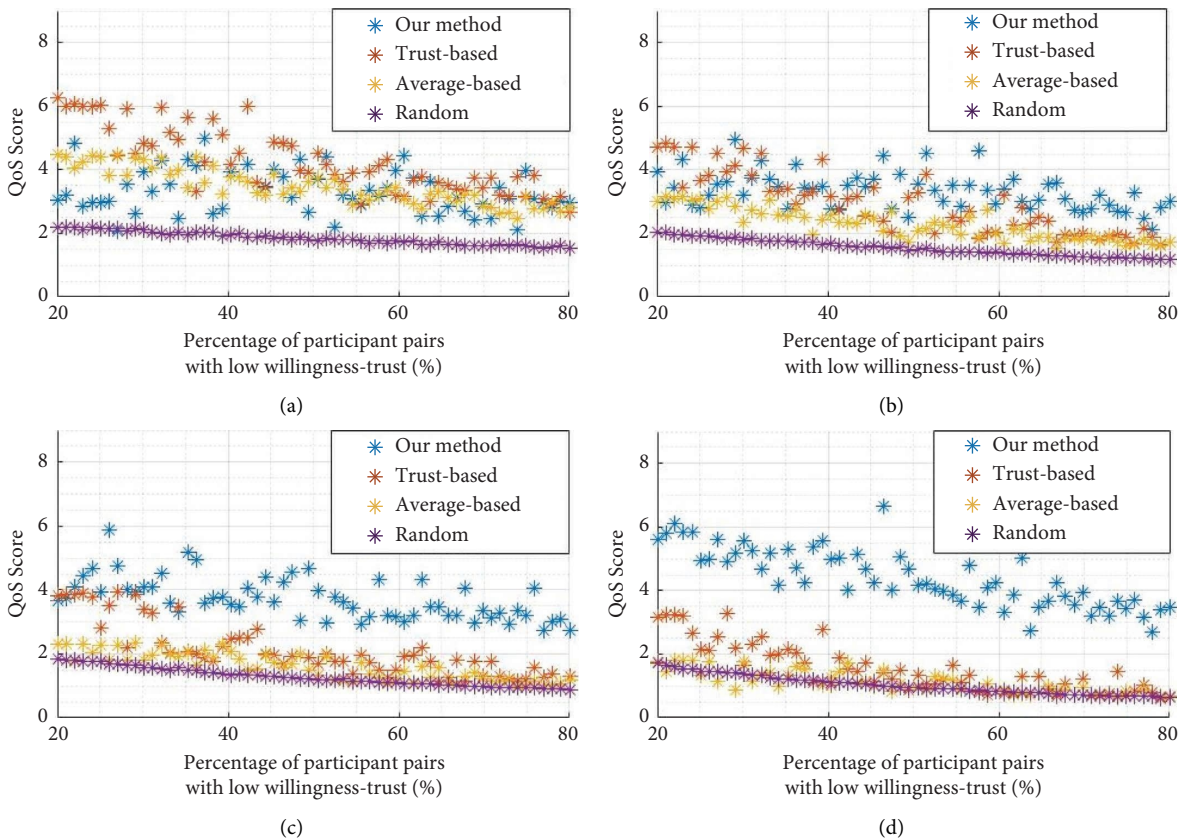 8
6
4
2
0
QoS Score
20
40
60
80
Our method
Trust-based
Average-based
Random
Percentage of participant pairs
with low willingness-trust (%)
(a)
8
6
4
2
0
QoS Score
20
40
60
80
Our method
Trust-based
Average-based
Random
Percentage of participant pairs
with low willingness-trust (%)
(b)
8
6
4
2
0
QoS Score
20
40
60
80
Our method
Trust-based
Average-based
Random
Percentage of participant pairs
with low willingness-trust (%)
(c)
8
6
4
2
0
QoS Score
20
40
60
80
Our method
Trust-based
Average-based
Random
Percentage of participant pairs
with low willingness-trust (%)
(d)